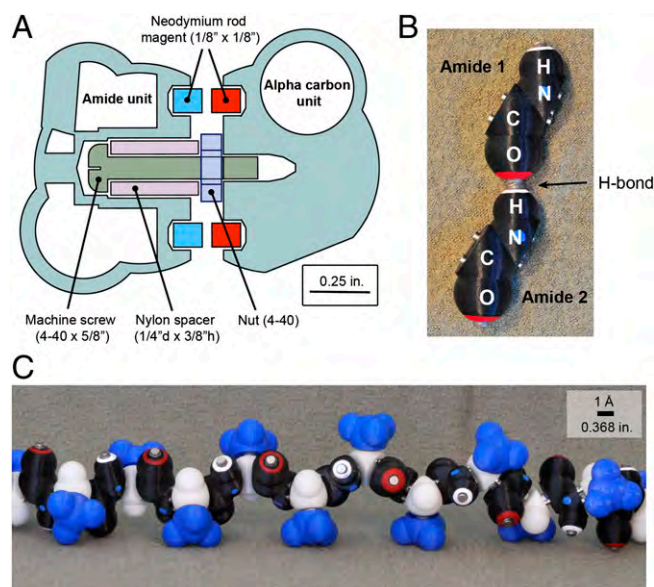 A
Neodymium rod
magent (1/8" x 1/8")
Amide unit
Alpha carbon
unit
0.25 in.
Machine screw
(4-40 x 5/8")
Nylon spacer
(1/4"d x 3/8"h)
Nut (4-40)
B
Amide 1
H
N
C
O
H-bond
H
N
C
O
Amide 2
C
1 Å
0.368 in.